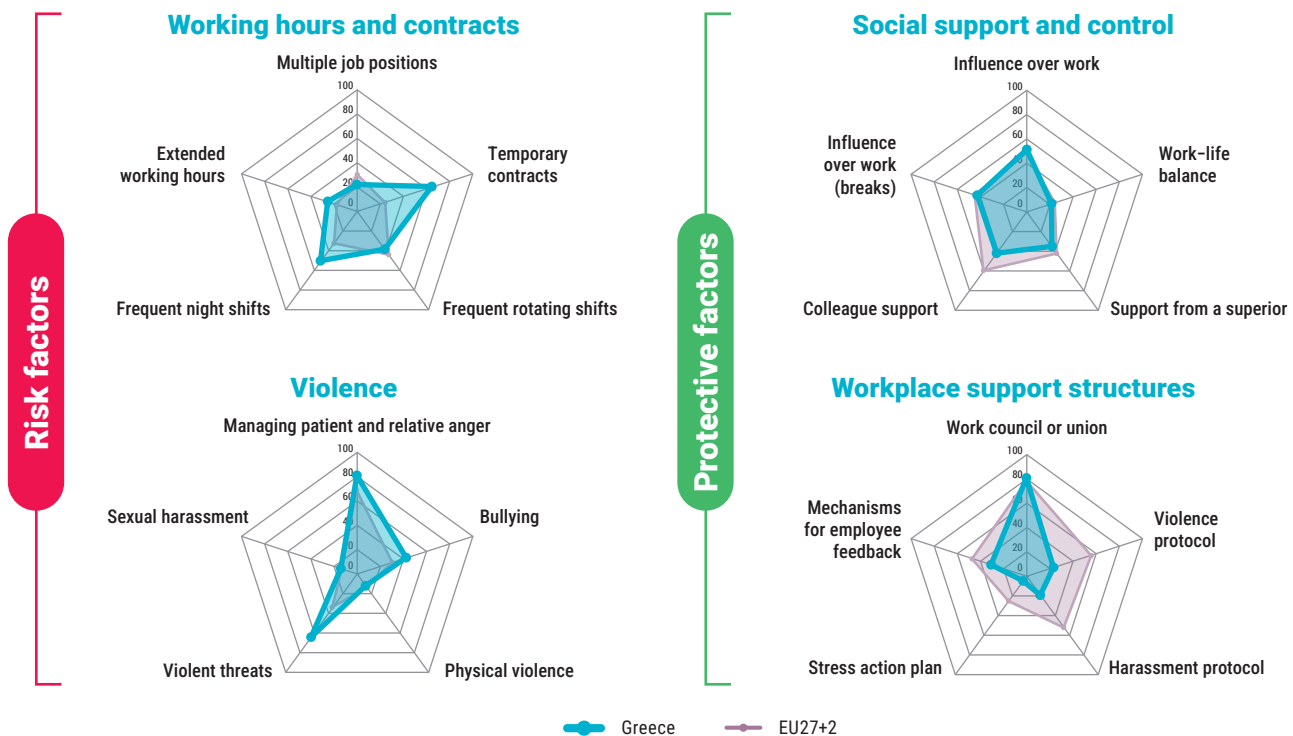 Risk factors
Working hours and contracts
Multiple job positions
100
80
60
40
20
0
Temporary
contracts
Frequent rotating shifts
Frequent night shifts
Extended
working hours
Violence
Managing patient and relative anger
100
80
60
40
20
0
Bullying
Physical violence
Violent threats
Sexual harassment
Protective factors
Social support and control
Influence over work
100
80
60
40
20
0
Work–life
balance
Support from a superior
Colleague support
Influence
over work
(breaks)
Workplace support structures
Work council or union
100
80
60
40
20
0
Violence
protocol
Harassment protocol
Stress action plan
Mechanisms
for employee
feedback
Greece
EU27+2